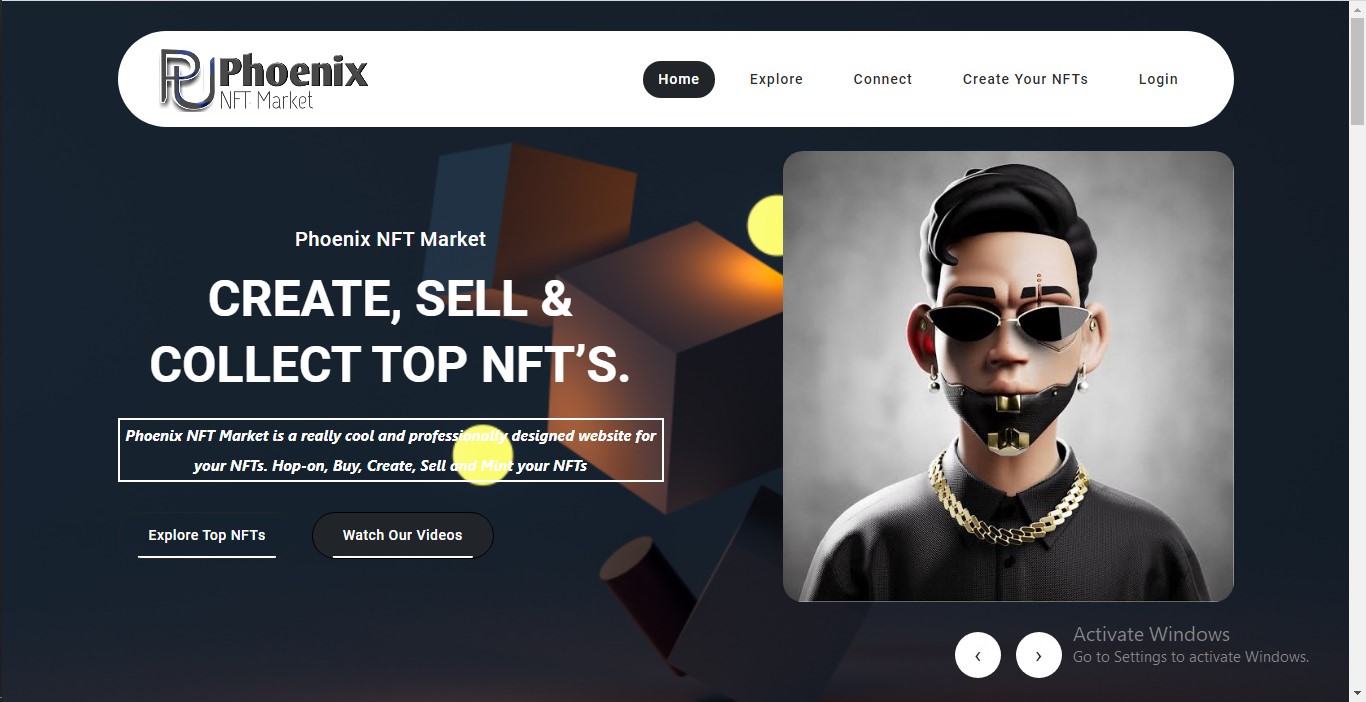 Phoenix
NFT Market
Home
Explore
Connect
Create Your NFTs
Login
Phoenix NFT Market
CREATE, SELL &
COLLECT TOP NFT’S.
Phoenix NFT Market is a really cool and professionally designed website for
your NFTs. Hop-on, Buy, Create, Sell and Mint your NFTs
Explore Top NFTs
Watch Our Videos
‹
›
Activate Windows
Go to Settings to activate Windows.